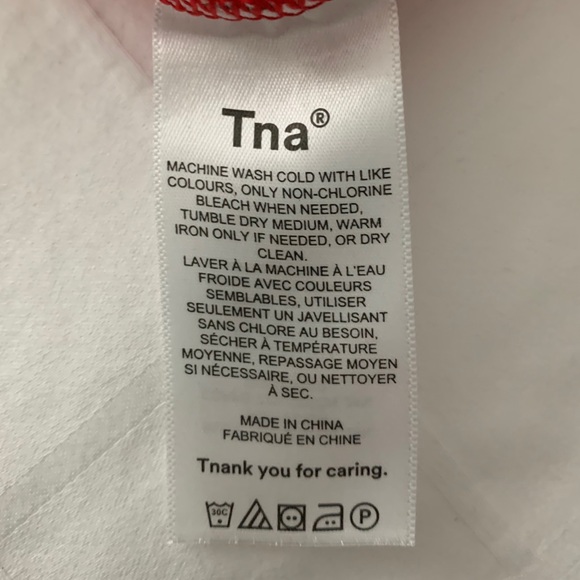 Tna®
MACHINE WASH COLD WITH LIKE
COLOURS, ONLY NON-CHLORINE
BLEACH WHEN NEEDED,
TUMBLE DRY MEDIUM, WARM
IRON ONLY IF NEEDED, OR DRY
CLEAN.
LAVER À LA MACHINE À L'EAU
FROIDE AVEC COULEURS
SEMBLABLES, UTILISER
SEULEMENT UN JAVELLISANT
SANS CHLORE AU BESOIN,
SÉCHER À TEMPÉRATURE
MOYENNE, REPASSAGE MOYEN
SI NÉCESSAIRE, OU NETTOYER
À SEC.
MADE IN CHINA
FABRIQUÉ EN CHINE
Tnank you for caring.
30C P